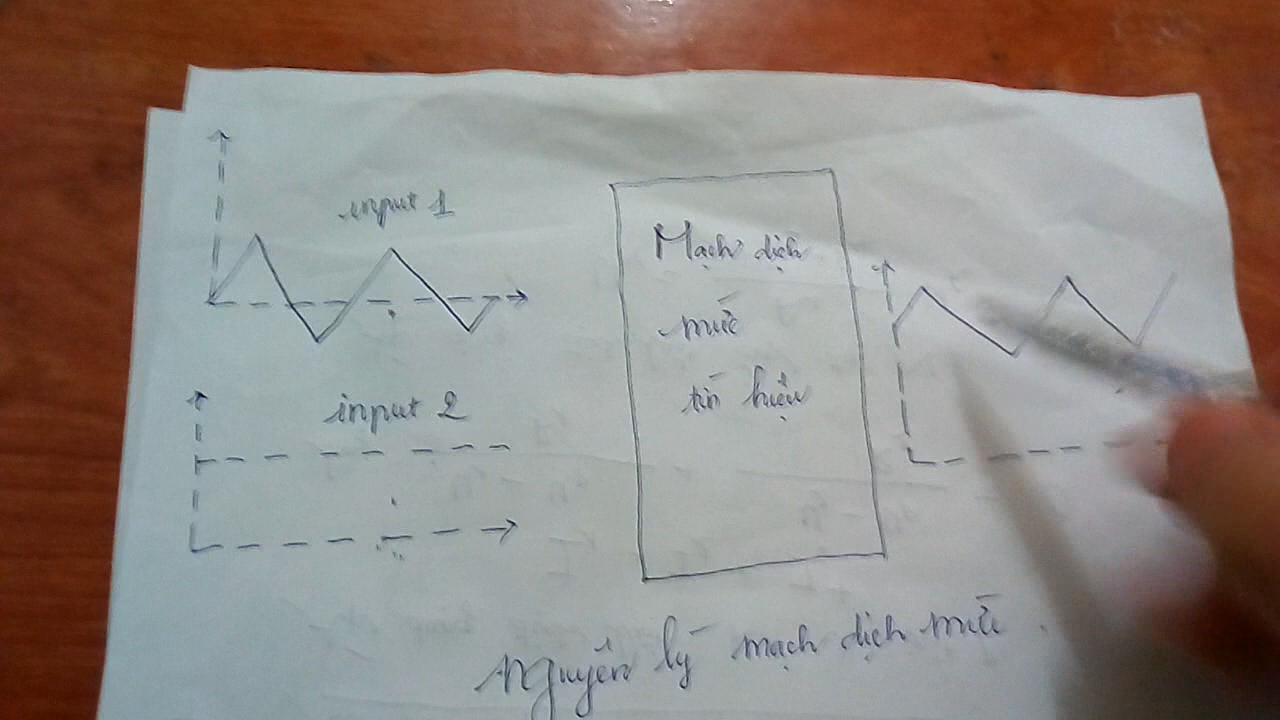 input 1
input 2
Mạch dịch
mức
tín hiệu
Nguyên lý mạch dịch mức